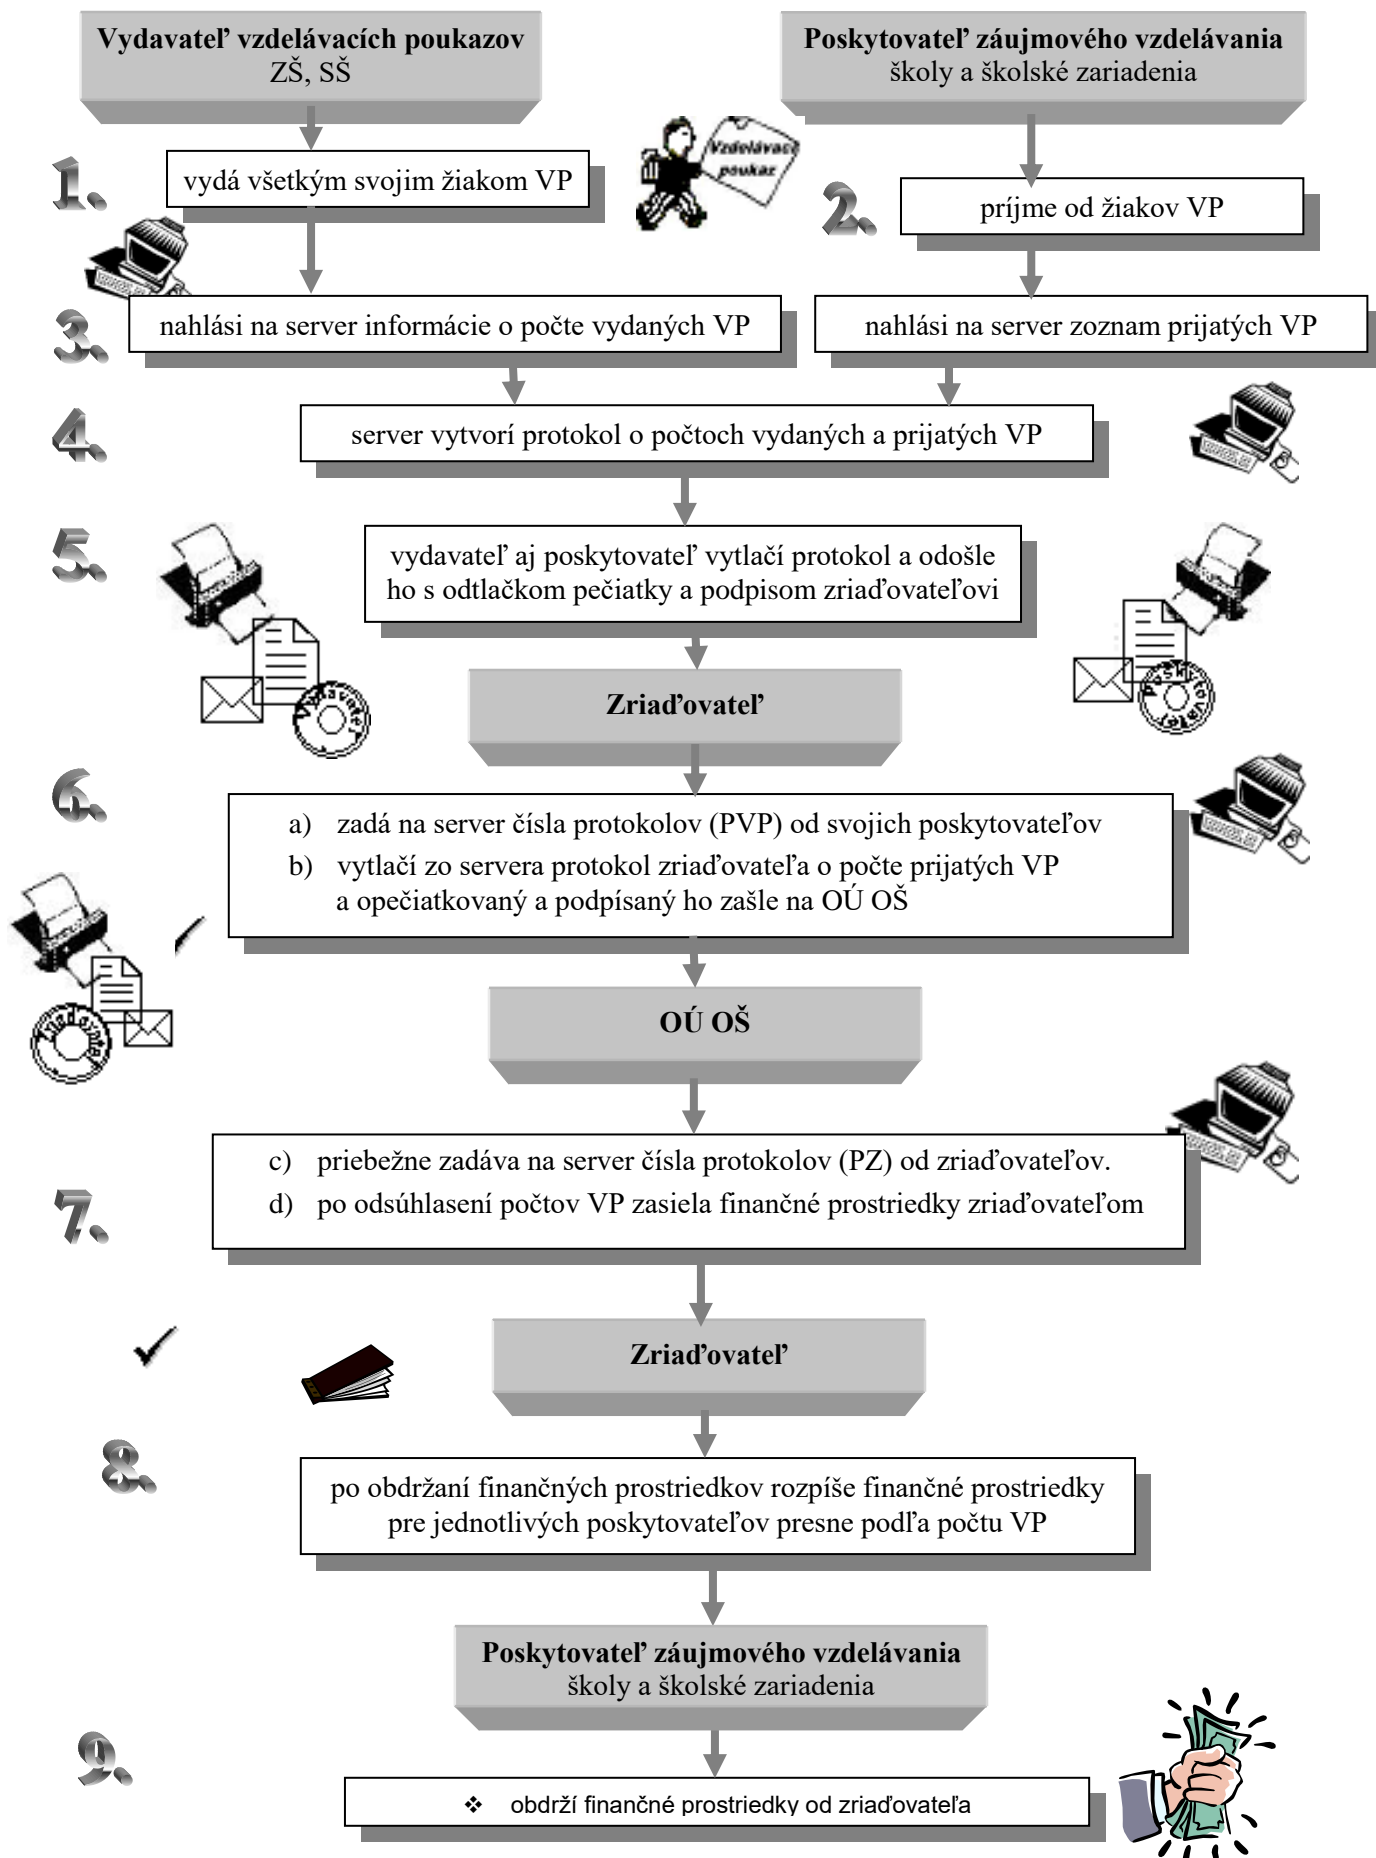 Vydavateľ vzdelávacích poukazov
ZŠ, SŠ
Poskytovateľ záujmového vzdelávania
školy a školské zariadenia
Vzdelávací
poukaz
1.
vydá všetkým svojim žiakom VP
2.
príjme od žiakov VP
3.
nahlási na server informácie o počte vydaných VP
nahlási na server zoznam prijatých VP
4.
server vytvorí protokol o počtoch vydaných a prijatých VP
5.
vydavateľ aj poskytovateľ vytlačí protokol a odošle
ho s odtlačkom pečiatky a podpisom zriaďovateľovi
Vydavateľ
Poskytovateľ
Zriaďovateľ
6.
a) zadá na server čísla protokolov (PVP) od svojich poskytovateľov
b) vytlačí zo servera protokol zriaďovateľa o počte prijatých VP
a opečiatkovaný a podpísaný ho zašle na OÚ OŠ
Zriaďovateľ
OÚ OŠ
7.
c) priebežne zadáva na server čísla protokolov (PZ) od zriaďovateľov.
d) po odsúhlasení počtov VP zasiela finančné prostriedky zriaďovateľom
Zriaďovateľ
8.
po obdržaní finančných prostriedkov rozpíše finančné prostriedky
pre jednotlivých poskytovateľov presne podľa počtu VP
Poskytovateľ záujmového vzdelávania
školy a školské zariadenia
9.
❖ obdrží finančné prostriedky od zriaďovateľa